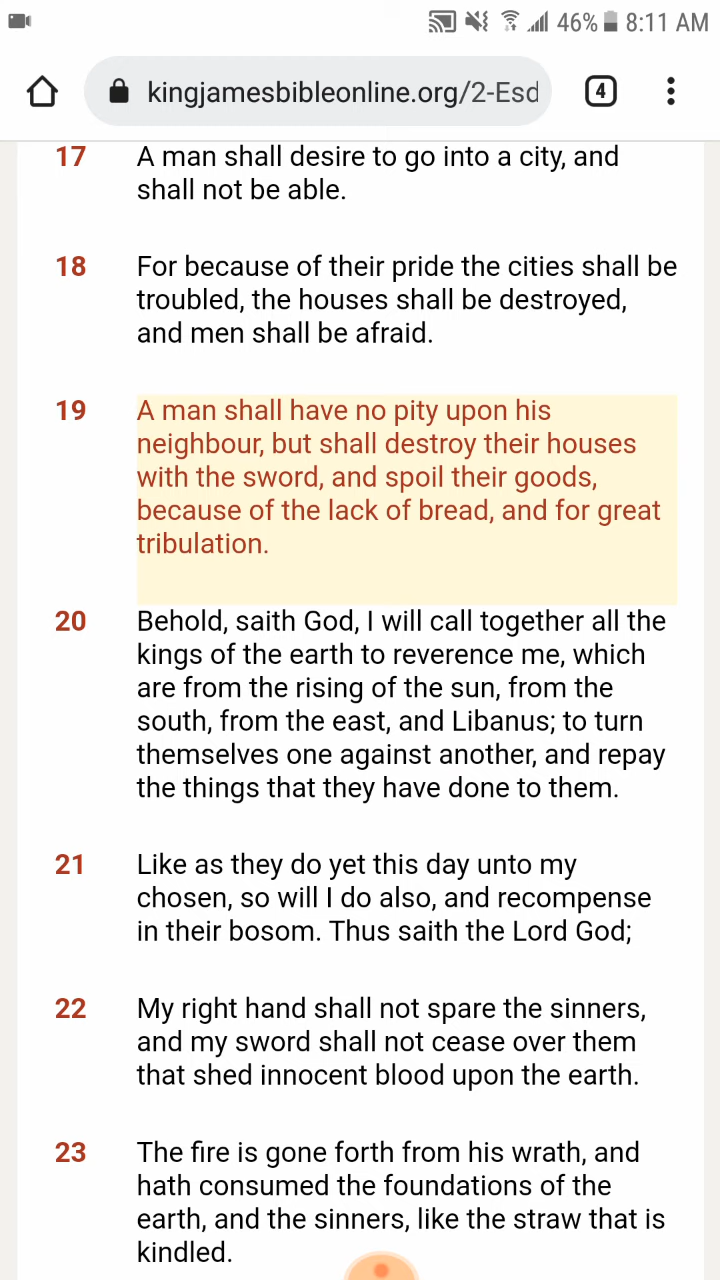 46% 8:11 AM
kingjamesbibleonline.org/2-Esd
4
17 A man shall desire to go into a city, and
shall not be able.
18 For because of their pride the cities shall be
troubled, the houses shall be destroyed,
and men shall be afraid.
19 A man shall have no pity upon his
neighbour, but shall destroy their houses
with the sword, and spoil their goods,
because of the lack of bread, and for great
tribulation.
20 Behold, saith God, I will call together all the
kings of the earth to reverence me, which
are from the rising of the sun, from the
south, from the east, and Libanus; to turn
themselves one against another, and repay
the things that they have done to them.
21 Like as they do yet this day unto my
chosen, so will I do also, and recompense
in their bosom. Thus saith the Lord God;
22 My right hand shall not spare the sinners,
and my sword shall not cease over them
that shed innocent blood upon the earth.
23 The fire is gone forth from his wrath, and
hath consumed the foundations of the
earth, and the sinners, like the straw that is
kindled.